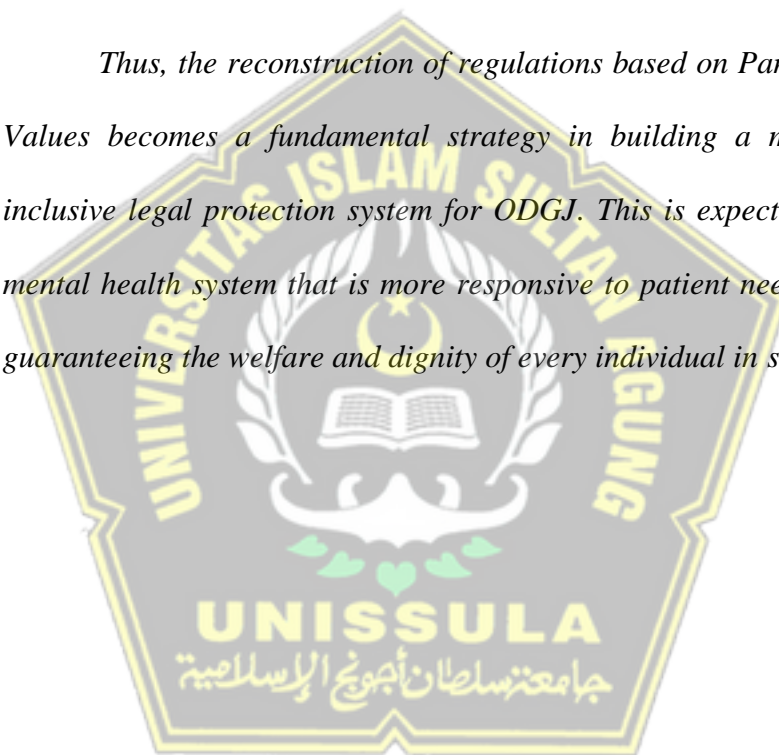 Thus, the reconstruction of regulations based on Par
Values becomes a fundamental strategy in building a n
inclusive legal protection system for ODGJ. This is expect
mental health system that is more responsive to patient nee
guaranteeing the welfare and dignity of every individual in s
UNIVERSITAS ISLAM SULTAN AGUNG
UNISSULA
جامعة سلطان أجونج الإسلامية